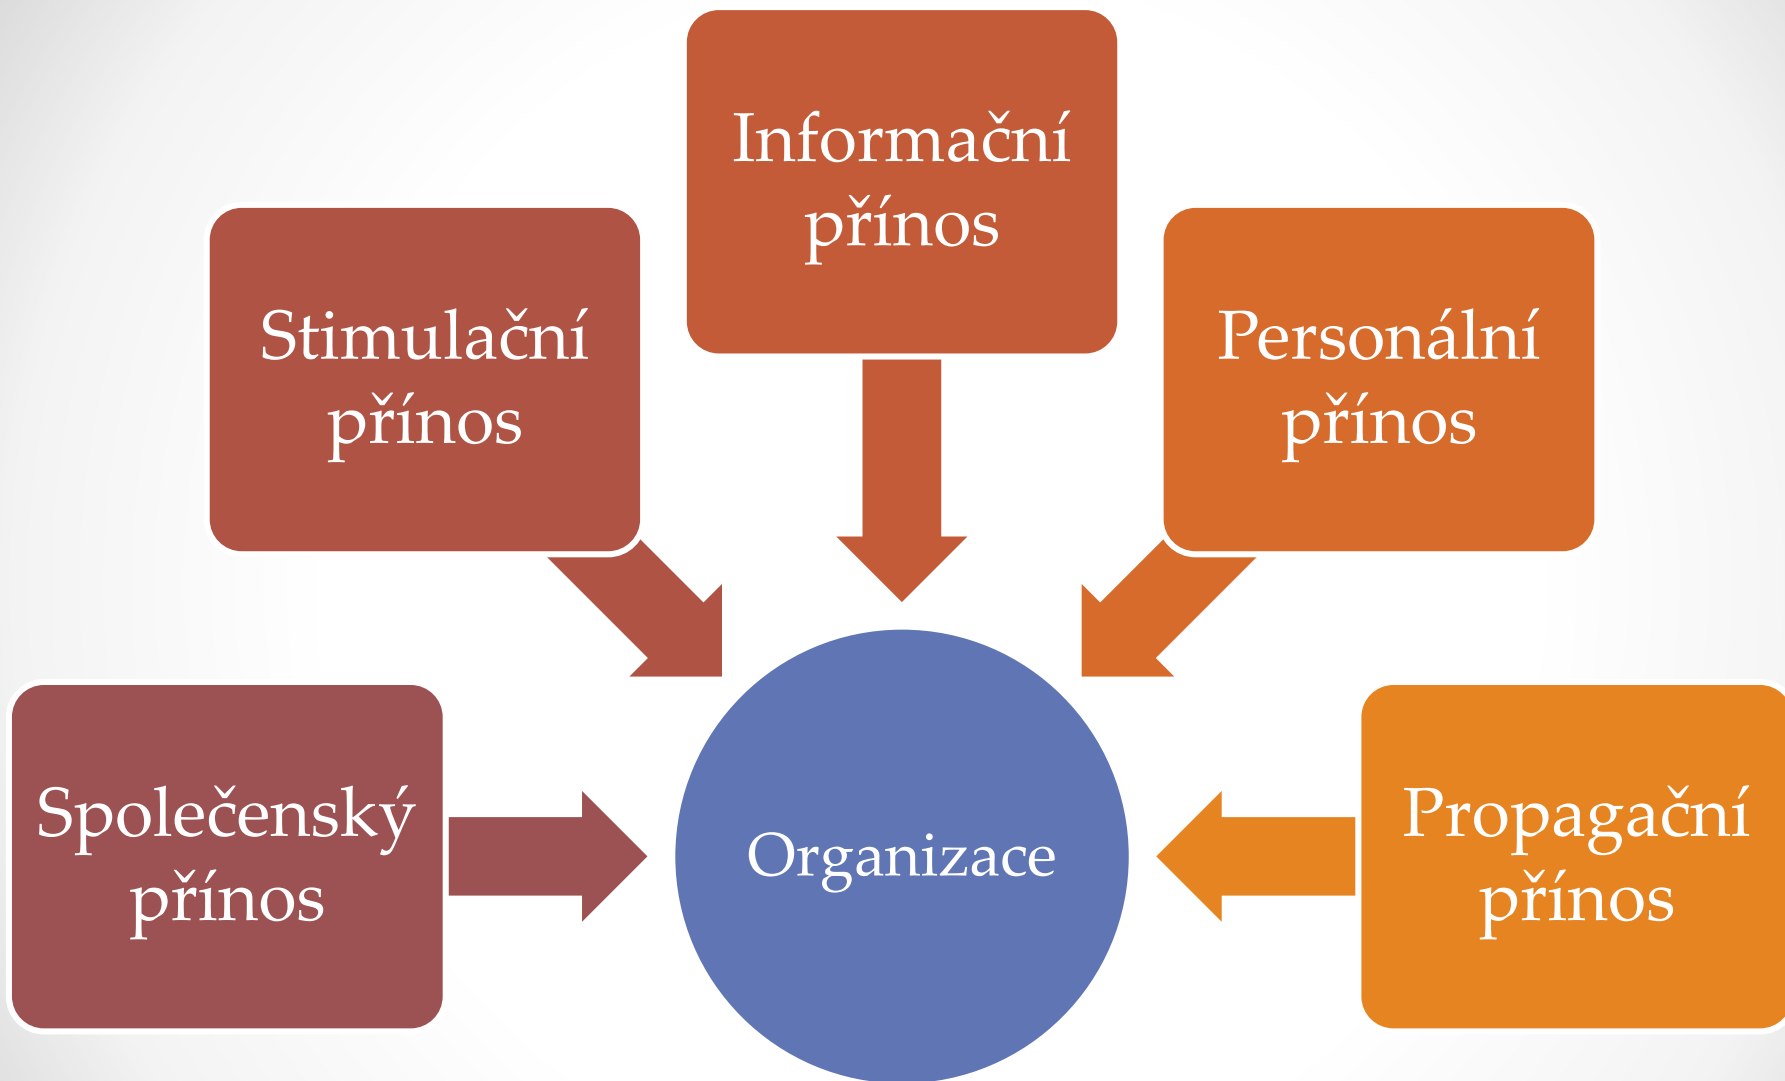 Informační
přínos
Stimulační
přínos
Personální
přínos
Společenský
přínos
Organizace
Propagační
přínos